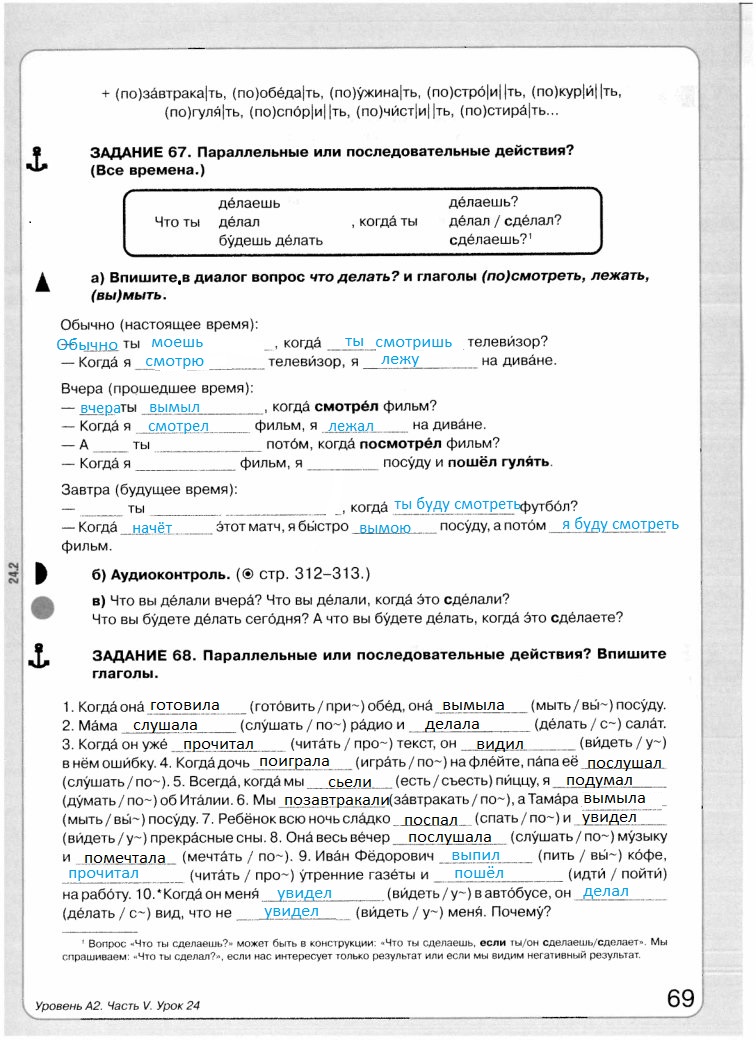 + (по)за́втрака|ть, (по)обе́да|ть, (по)у́жина|ть, (по)стро́|и||ть, (по)кур|и́||ть,
(по)гуля́|ть, (по)спо́р|и||ть, (по)чи́ст|и||ть, (по)стира́|ть...
ЗАДАНИЕ 67. Параллельные или последовательные действия?
(Все времена.)
де́лаешь де́лаешь?
Что ты де́лал , когда́ ты де́лал / сде́лал?
бу́дешь де́лать сде́лаешь?¹
а) Впишите в диалог вопрос что делать? и глаголы (по)смотреть, лежать,
(вы)мыть.
Обычно (настоящее время):
— Обычно ты моешь , когда́ ты смотришь телеви́зор?
— Когда́ я смотрю телеви́зор, я лежу на дива́не.
Вчера (прошедшее время):
— вчера ты вымыл , когда́ смотре́л фильм?
— Когда́ я смотрел фильм, я лежал на дива́не.
— А ____ ты ____ пото́м, когда́ посмотре́л фильм?
— Когда́ я ____ фильм, я ____ посу́ду и пошёл гуля́ть.
Завтра (будущее время):
— ____ ты ____ , когда́ ты буду смотреть футбо́л?
— Когда́ начёт э́тот матч, я бы́стро вымою посу́ду, а пото́м я буду смотреть
фильм.
24.2
б) Аудиоконтроль. (стр. 312–313.)
в) Что вы де́лали вчера́? Что вы де́лали, когда́ э́то сде́лали?
Что вы бу́дете де́лать сего́дня? А что вы бу́дете де́лать, когда́ э́то сде́лаете?
ЗАДАНИЕ 68. Параллельные или последовательные действия? Впишите
глаголы.
1. Когда́ она́ готовила (гото́вить / при~) обе́д, она́ вымыла (мыть / вы́~) посу́ду.
2. Ма́ма слушала (слу́шать / по~) ра́дио и делала (де́лать / с~) сала́т.
3. Когда́ он уже́ прочитал (чита́ть / про~) текст, он видил (ви́деть / у~)
в нём оши́бку. 4. Когда́ дочь поиграла (игра́ть / по~) на фле́йте, па́па её послушал
(слу́шать / по~). 5. Всегда́, когда́ мы сьели (есть / съесть) пи́ццу, я подумал
(ду́мать / по~) об Ита́лии. 6. Мы позавтракали (за́втракать / по~), а Тама́ра вымыла
(мыть / вы́~) посу́ду. 7. Ребёнок всю ночь сла́дко поспал (спать / по~) и увидел
(ви́деть / у~) прекра́сные сны. 8. Она́ весь ве́чер послушала (слу́шать / по~) му́зыку
и помечтала (мечта́ть / по~). 9. Ива́н Фёдорович выпил (пить / вы́~) ко́фе,
прочитал (чита́ть / про~) у́тренние газе́ты и пошёл (идти́ / пойти́)
на рабо́ту. 10.*Когда́ он меня́ увидел (ви́деть / у~) в авто́бусе, он делал
(де́лать / с~) вид, что не увидел (ви́деть / у~) меня́. Почему́?
¹ Вопрос «Что ты сделаешь?» может быть в конструкции: «Что ты сделаешь, если ты/он сделаешь/сделает». Мы
спрашиваем: «Что ты сделал?», если нас интересует только результат или если мы видим негативный результат.
Уровень А2. Часть V. Урок 24
69